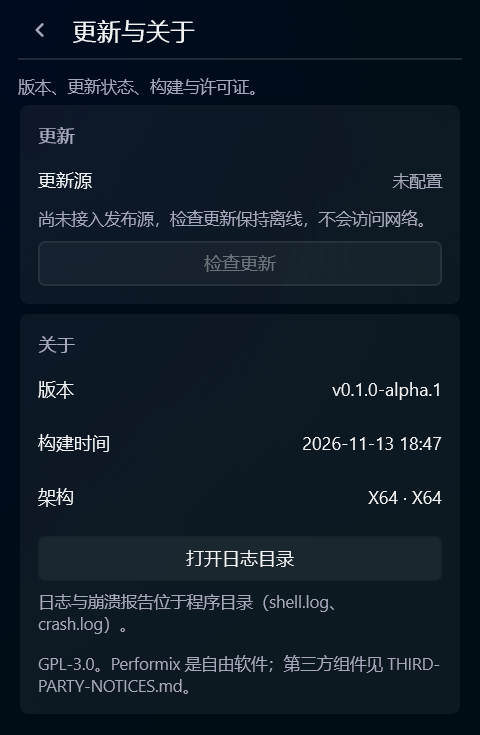 更新与关于
版本、更新状态、构建与许可证。
更新
更新源 未配置
尚未接入发布源，检查更新保持离线，不会访问网络。
检查更新
关于
版本 v0.1.0-alpha.1
构建时间 2026-11-13 18:47
架构 X64 · X64
打开日志目录
日志与崩溃报告位于程序目录（shell.log、
crash.log）。
GPL-3.0。Performix 是自由软件；第三方组件见 THIRD-
PARTY-NOTICES.md。